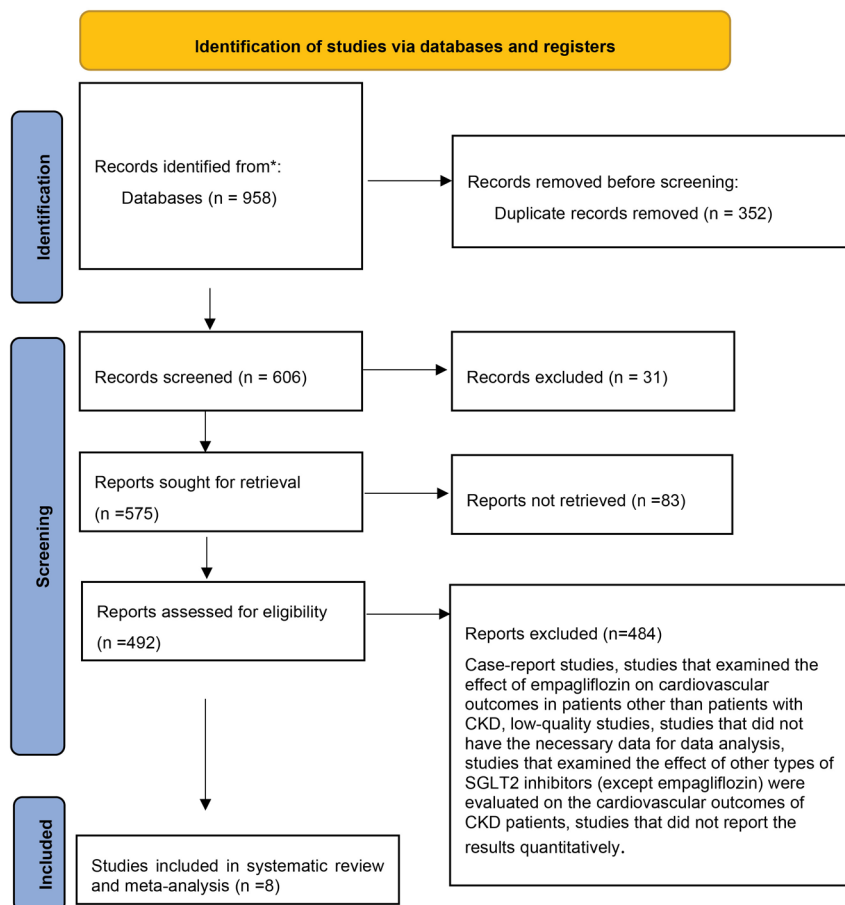 Identification of studies via databases and registers
Identification
Records identified from*:
Databases (n = 958)
Records removed before screening:
Duplicate records removed (n = 352)
Screening
Records screened (n = 606)
Records excluded (n = 31)
Reports sought for retrieval
(n =575)
Reports not retrieved (n =83)
Reports assessed for eligibility
(n =492)
Reports excluded (n=484)
Case-report studies, studies that examined the
effect of empagliflozin on cardiovascular
outcomes in patients other than patients with
CKD, low-quality studies, studies that did not
have the necessary data for data analysis,
studies that examined the effect of other types of
SGLT2 inhibitors (except empagliflozin) were
evaluated on the cardiovascular outcomes of
CKD patients, studies that did not report the
results quantitatively.
Included
Studies included in systematic review
and meta-analysis (n =8)